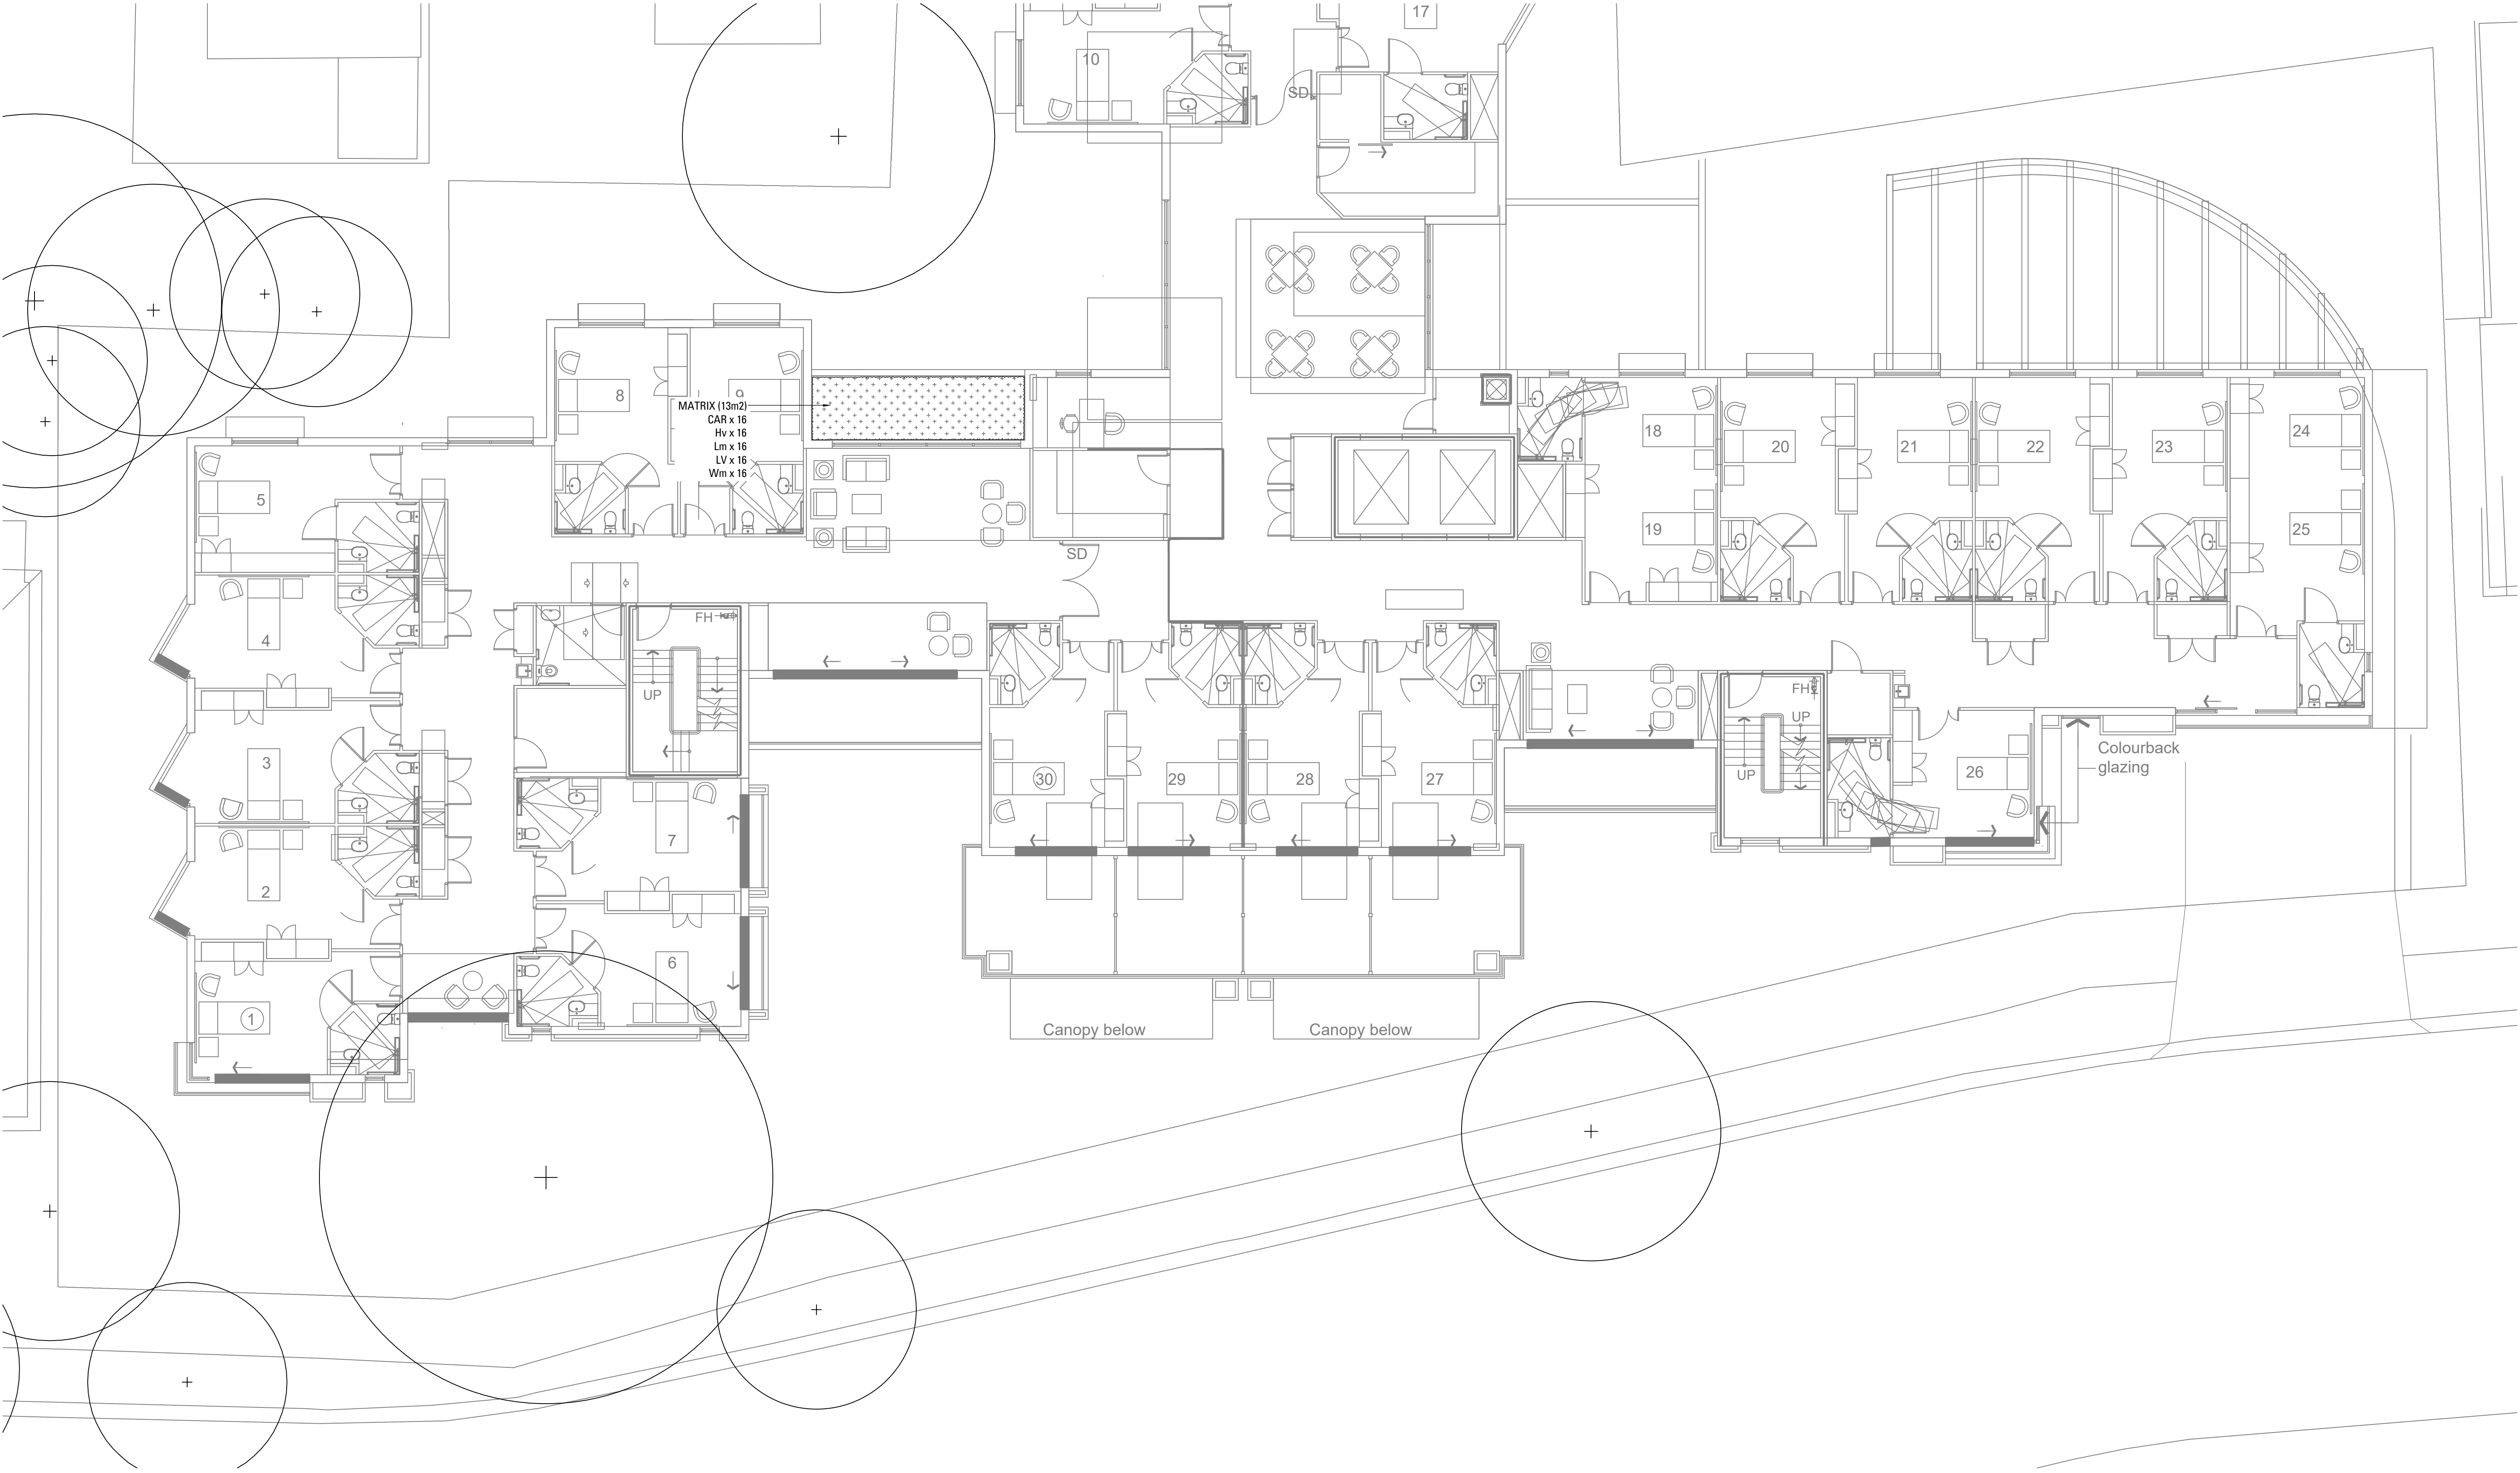 17
10
SD
8
9
MATRIX (13m2)
CAR x 16
Hv x 16
Lm x 16
LV x 16
Wm x 16
18
20
21
22
23
24
5
19
25
SD
4
FH
UP
3
30
29
28
27
FH
UP
UP
26
Colourback
glazing
7
2
6
1
Canopy below
Canopy below